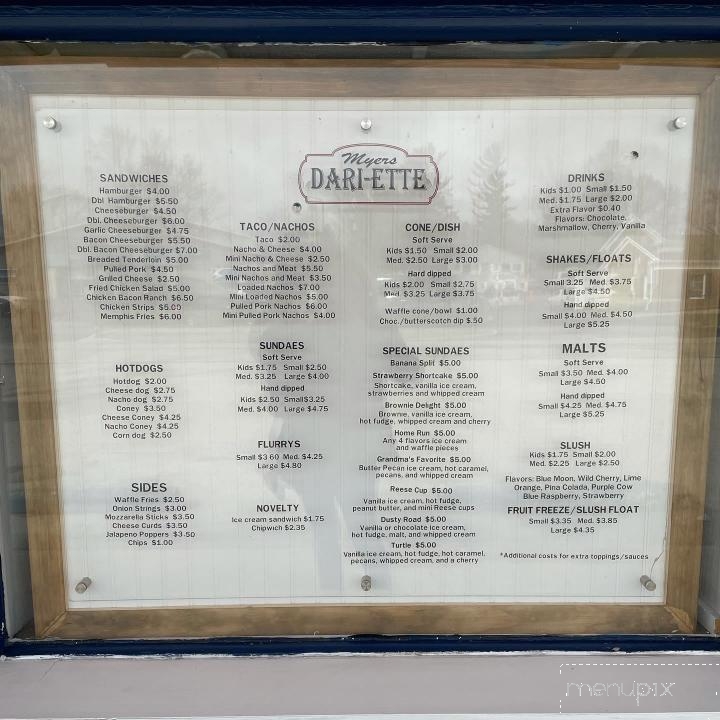 Myers
DARI-ETTE
SANDWICHES
Hamburger $4.00
Dbl Hamburger $5.50
Cheeseburger $4.50
Dbl. Cheeseburger $6.00
Garlic Cheeseburger $4.75
Bacon Cheeseburger $5.50
Dbl. Bacon Cheeseburger $7.00
Breaded Tenderloin $5.00
Pulled Pork $4.50
Grilled Cheese $2.50
Fried Chicken Salad $5.00
Chicken Bacon Ranch $6.50
Chicken Strips $5.00
Memphis Fries $6.00
HOTDOGS
Hotdog $2.00
Cheese dog $2.75
Nacho dog $2.75
Coney $3.50
Cheese Coney $4.25
Nacho Coney $4.25
Corn dog $2.50
SIDES
Waffle Fries $2.50
Onion Strings $3.00
Mozzarella Sticks $3.50
Cheese Curds $3.50
Jalapeno Poppers $3.50
Chips $1.00
TACO/NACHOS
Taco $2.00
Nacho & Cheese $4.00
Mini Nacho & Cheese $2.50
Nachos and Meat $5.50
Mini Nachos and Meat $3.50
Loaded Nachos $7.00
Mini Loaded Nachos $5.00
Pulled Pork Nachos $6.00
Mini Pulled Pork Nachos $4.00
SUNDAES
Soft Serve
Kids $1.75 Small $2.50
Med. $3.25 Large $4.00
Hand dipped
Kids $2.50 Small$3.25
Med. $4.00 Large $4.75
FLURRYS
Small $3.60 Med. $4.25
Large $4.80
NOVELTY
Ice cream sandwich $1.75
Chipwich $2.35
CONE/DISH
Soft Serve
Kids $1.50 Small $2.00
Med. $2.50 Large $3.00
Hard dipped
Kids $2.00 Small $2.75
Med. $3.25 Large $3.75
Waffle cone/bowl $1.00
Choc./butterscotch dip $.50
SPECIAL SUNDAES
Banana Split $5.00
Strawberry Shortcake $5.00
Shortcake, vanilla ice cream,
strawberries and whipped cream
Brownie Delight $5.00
Browne, vanilla ice cream,
hot fudge, whipped cream and cherry
Home Run $5.00
Any 4 flavors ice cream
and waffle pieces
Grandma's Favorite $5.00
Butter Pecan ice cream, hot caramel,
pecans, and whipped cream
Reese Cup $5.00
Vanilla ice cream, hot fudge,
peanut butter, and mini Reese cups
Dusty Road $5.00
Vanilla or chocolate ice cream,
hot fudge, malt, and whipped cream
Turtle $5.00
Vanilla ice cream, hot fudge, hot caramel,
pecans, whipped cream, and a cherry
DRINKS
Kids $1.00 Small $1.50
Med. $1.75 Large $2.00
Extra Flavor $0.40
Flavors: Chocolate,
Marshmallow, Cherry, Vanilla
SHAKES/FLOATS
Soft Serve
Small 3.25 Med. $3.75
Large $4.50
Hand dipped
Small $4.00 Med. $4.50
Large $5.25
MALTS
Soft Serve
Small $3.50 Med. $4.00
Large $4.50
Hand dipped
Small $4.25 Med. $4.75
Large $5.25
SLUSH
Kids $1.75 Small $2.00
Med. $2.25 Large $2.50
Flavors: Blue Moon, Wild Cherry, Lime
Orange, Pina Colada, Purple Cow
Blue Raspberry, Strawberry
FRUIT FREEZE/SLUSH FLOAT
Small $3.35 Med. $3.85
Large $4.35
*Additional costs for extra toppings/sauces
menupix